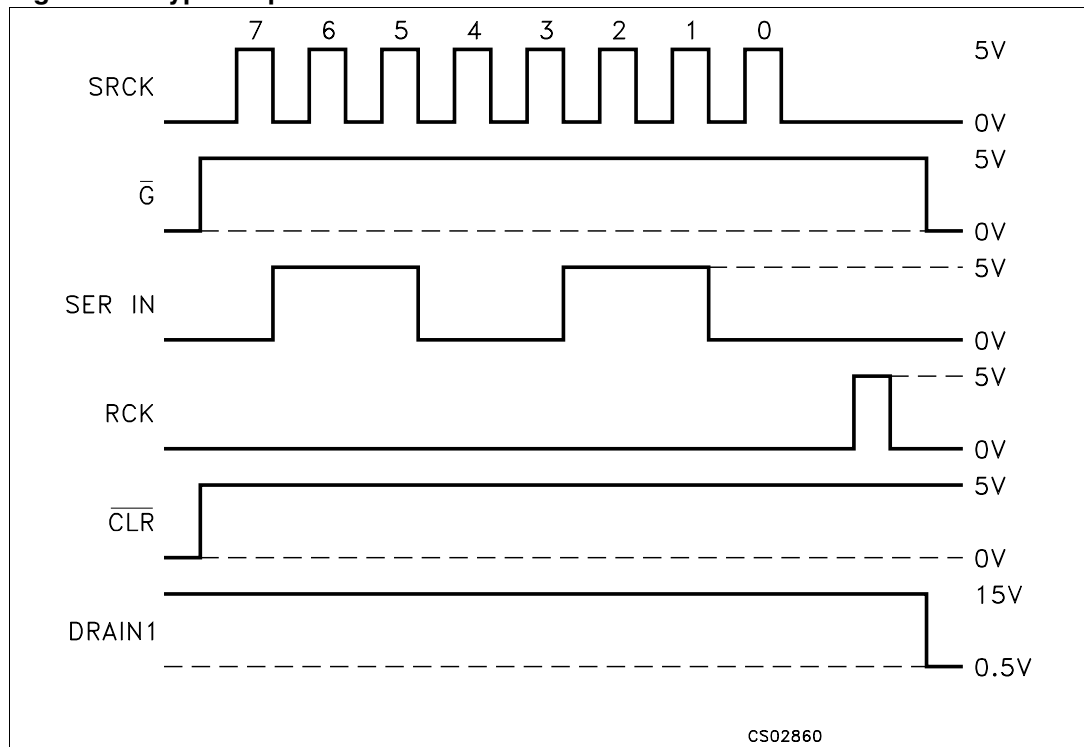 7 6 5 4 3 2 1 0
SRCK 5V
0V
G̅ 5V
0V
SER IN 5V
0V
RCK 5V
0V
C̅L̅R̅ 5V
0V
DRAIN1 15V
0.5V
CS02860